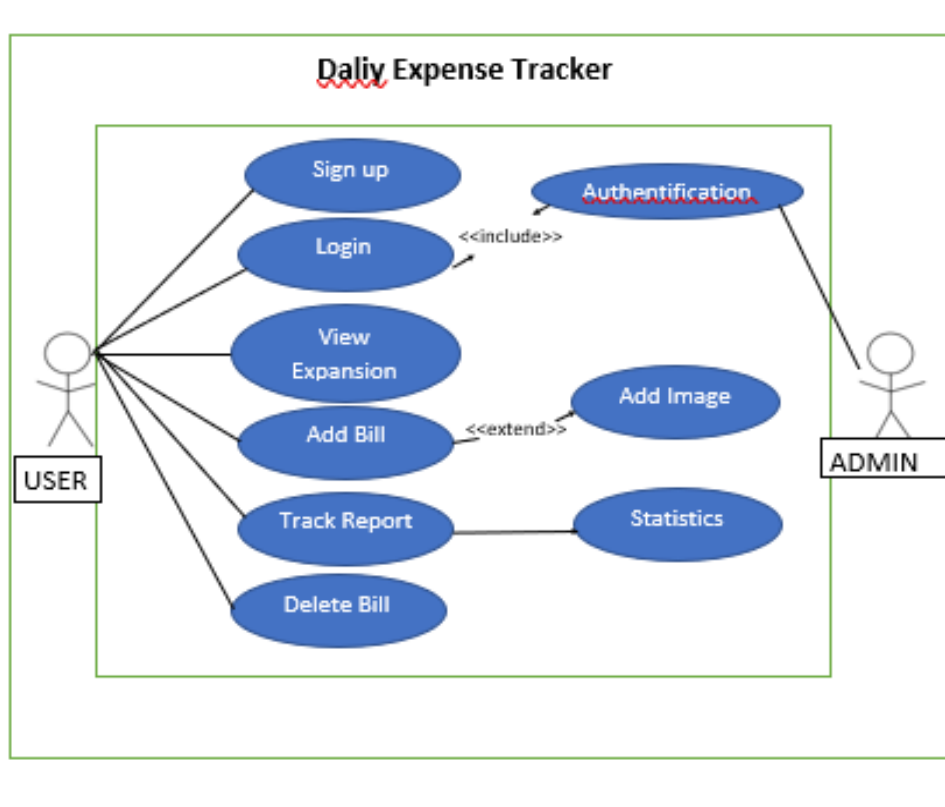 Daliy Expense Tracker
Sign up
Authentification
<<include>>
Login
View
Expansion
Add Image
<<extend>>
Add Bill
USER
ADMIN
Track Report
Statistics
Delete Bill